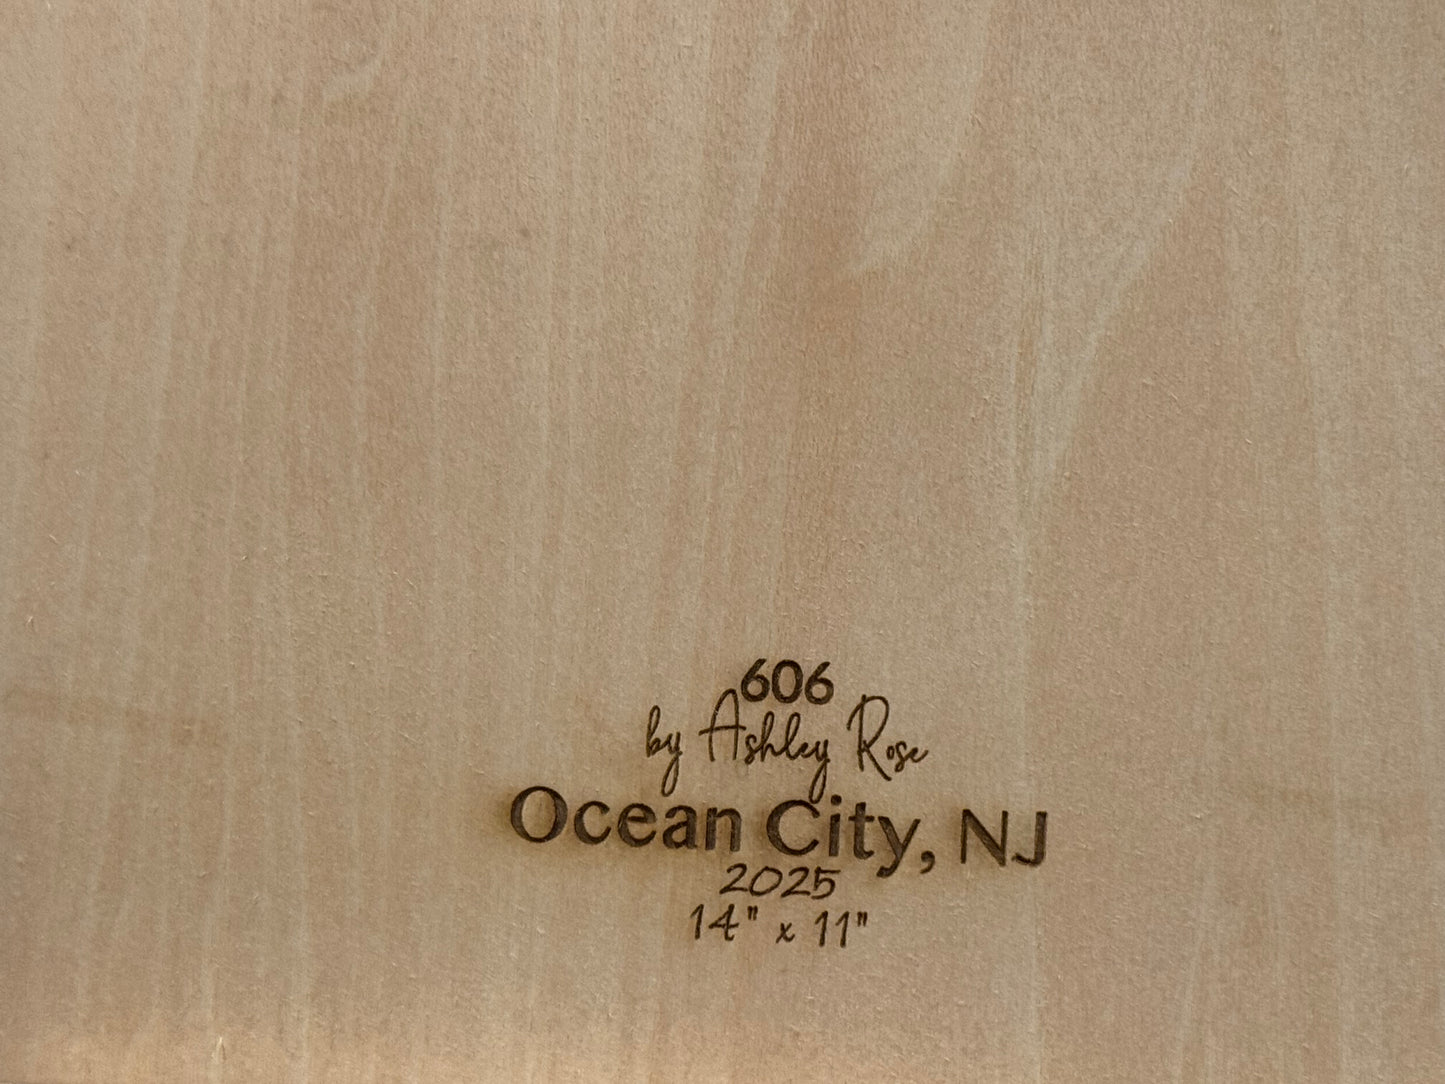 606
by Ashley Rose
Ocean City, NJ
2025
14" x 11"